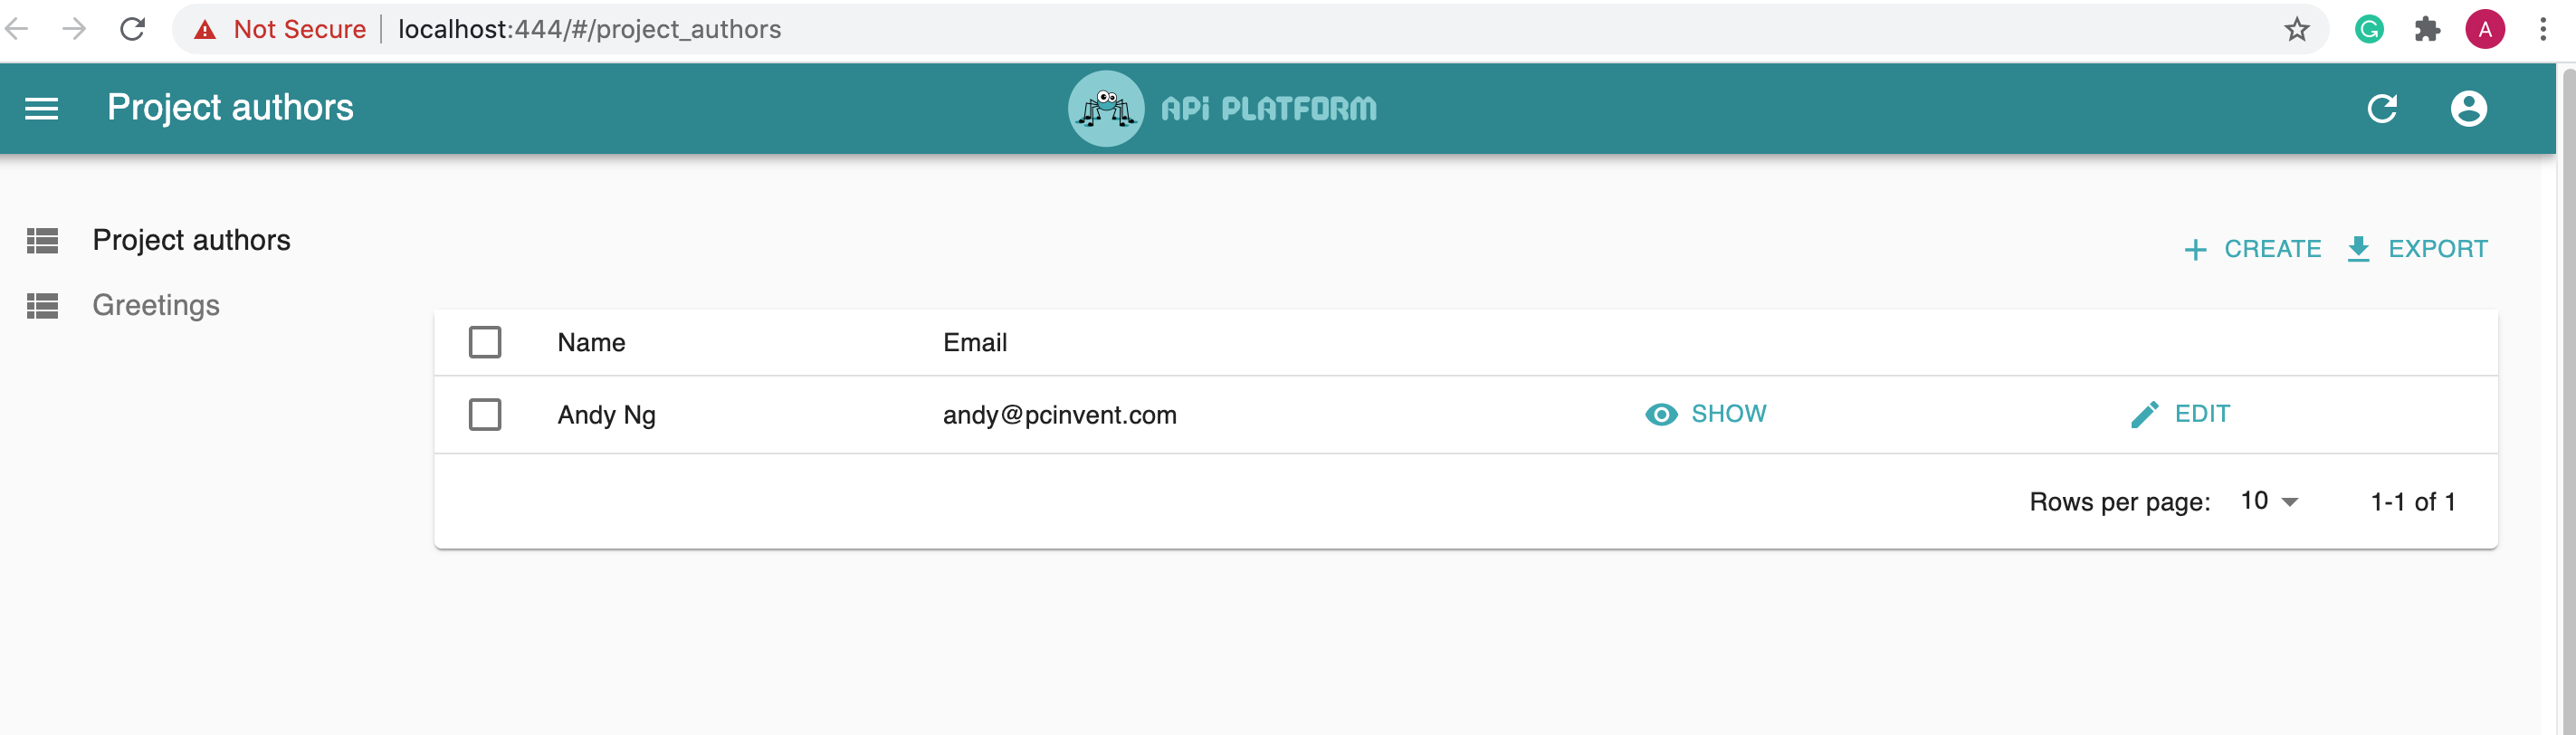 Not Secure | localhost:444/#/project_authors
A
Project authors
API PLATFORM
Project authors
Greetings
+ CREATE EXPORT
Name Email
Andy Ng andy@pcinvent.com SHOW EDIT
Rows per page: 10 1-1 of 1